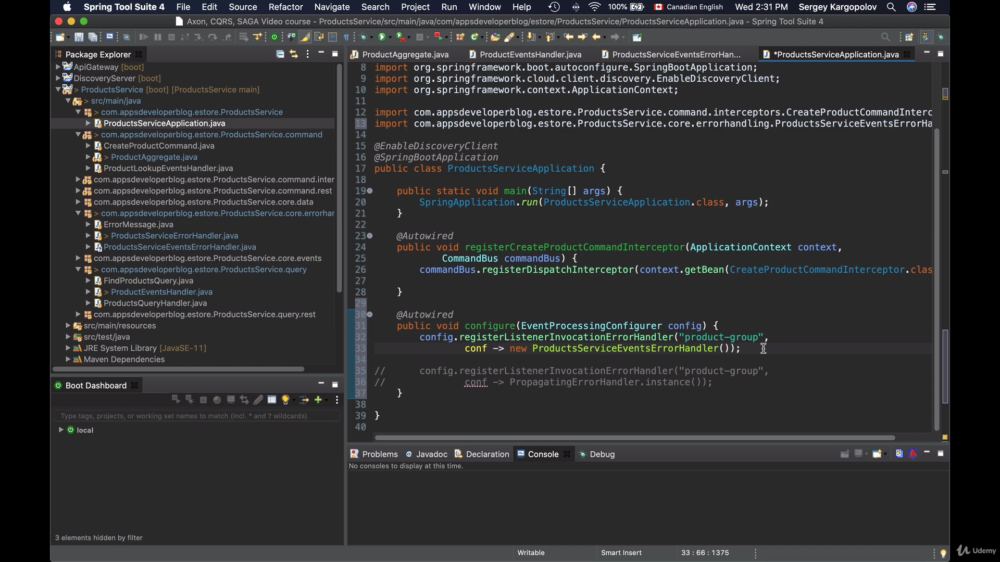 Spring Tool Suite 4 File Edit Source Refactor Navigate Search Project Run Window Help 100% Canadian English Wed 2:31 PM Sergey Kargopolov
Axon, CQRS, SAGA Video course - ProductsService/src/main/java/com/appsdeveloperblog/estore/ProductsService/ProductsServiceApplication.java - Spring Tool Suite 4
Package Explorer
ApiGateway [boot]
DiscoveryServer [boot]
> ProductsService [boot] [ProductsService main]
> src/main/java
> com.appsdeveloperblog.estore.ProductsService
ProductsServiceApplication.java
> com.appsdeveloperblog.estore.ProductsService.command
CreateProductCommand.java
> ProductAggregate.java
ProductLookupEventsHandler.java
com.appsdeveloperblog.estore.ProductsService.command.inter
com.appsdeveloperblog.estore.ProductsService.command.rest
com.appsdeveloperblog.estore.ProductsService.core.data
> com.appsdeveloperblog.estore.ProductsService.core.errorhar
ErrorMessage.java
> ProductsServiceErrorHandler.java
ProductsServiceEventsErrorHandler.java
com.appsdeveloperblog.estore.ProductsService.core.events
> com.appsdeveloperblog.estore.ProductsService.query
FindProductsQuery.java
> ProductEventsHandler.java
ProductsQueryHandler.java
com.appsdeveloperblog.estore.ProductsService.query.rest
src/main/resources
src/test/java
JRE System Library [JavaSE-11]
Maven Dependencies
Boot Dashboard
Type tags, projects, or working set names to match (incl. * and ? wildcards)
local
3 elements hidden by filter
ProductAggregate.java ProductEventsHandler.java ProductsServiceEventsErrorHan... *ProductsServiceApplication.java
8 import org.springframework.boot.autoconfigure.SpringBootApplication;
9 import org.springframework.cloud.client.discovery.EnableDiscoveryClient;
10 import org.springframework.context.ApplicationContext;
11
12 import com.appsdeveloperblog.estore.ProductsService.command.interceptors.CreateProductCommandInterc
13 import com.appsdeveloperblog.estore.ProductsService.core.errorhandling.ProductsServiceEventsErrorHa
14
15 @EnableDiscoveryClient
16 @SpringBootApplication
17 public class ProductsServiceApplication {
18
19 public static void main(String[] args) {
20 SpringApplication.run(ProductsServiceApplication.class, args);
21 }
22
23 @Autowired
24 public void registerCreateProductCommandInterceptor(ApplicationContext context,
25 CommandBus commandBus) {
26 commandBus.registerDispatchInterceptor(context.getBean(CreateProductCommandInterceptor.clas
27
28 }
29
30 @Autowired
31 public void configure(EventProcessingConfigurer config) {
32 config.registerListenerInvocationErrorHandler("product-group",
33 conf -> new ProductsServiceEventsErrorHandler());
34
35 // config.registerListenerInvocationErrorHandler("product-group",
36 // conf -> PropagatingErrorHandler.instance());
37 }
38
39 }
40
Problems @ Javadoc Declaration Console Debug
No consoles to display at this time.
Writable Smart Insert 33 : 66 : 1375
Udemy